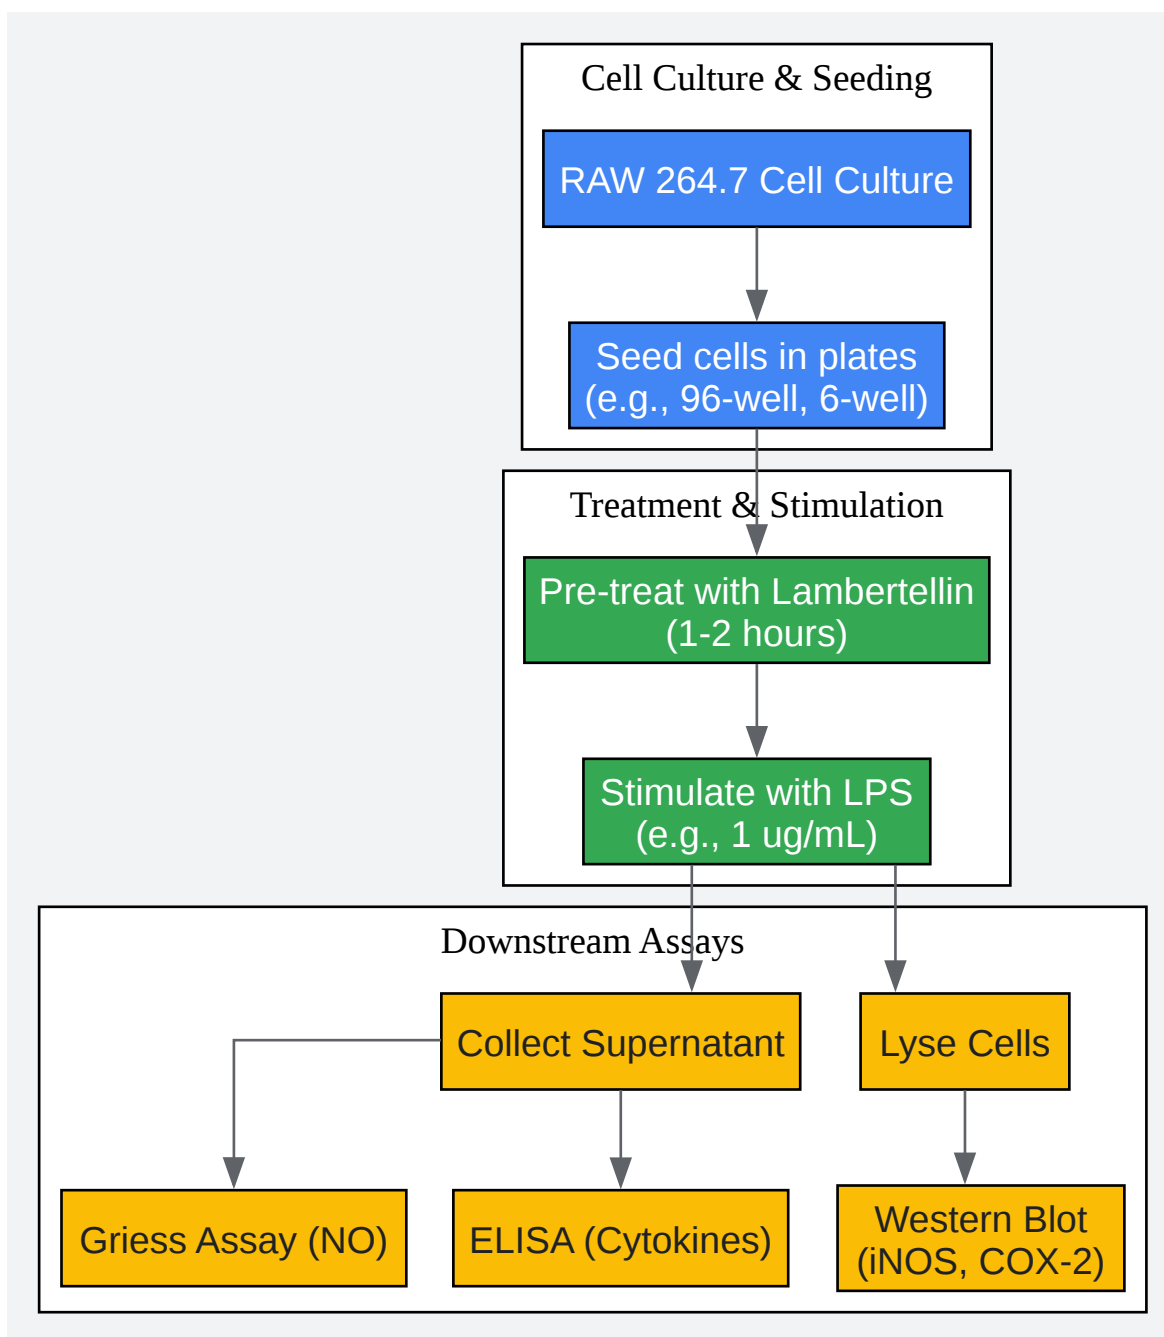 Cell Culture & Seeding
RAW 264.7 Cell Culture
Seed cells in plates
(e.g., 96-well, 6-well)
Treatment & Stimulation
Pre-treat with Lambertellin
(1-2 hours)
Stimulate with LPS
(e.g., 1 ug/mL)
Downstream Assays
Collect Supernatant
Lyse Cells
Griess Assay (NO)
ELISA (Cytokines)
Western Blot
(iNOS, COX-2)